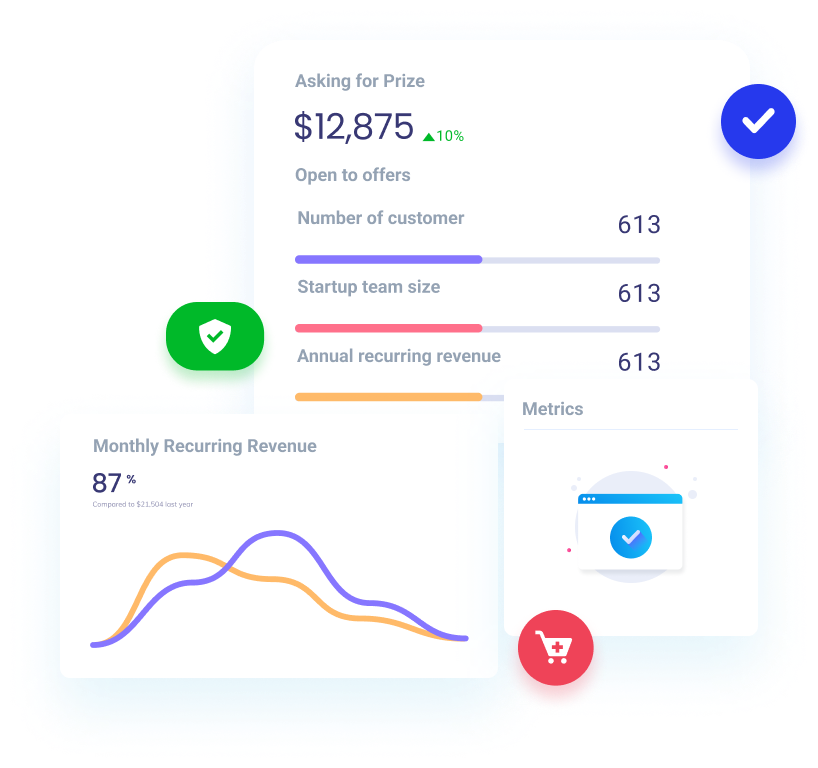 Asking for Prize
$12,875 ▲10%
Open to offers
Number of customer 613
Startup team size 613
Annual recurring revenue 613
Metrics
Monthly Recurring Revenue
87 %
Compared to $21,504 last year